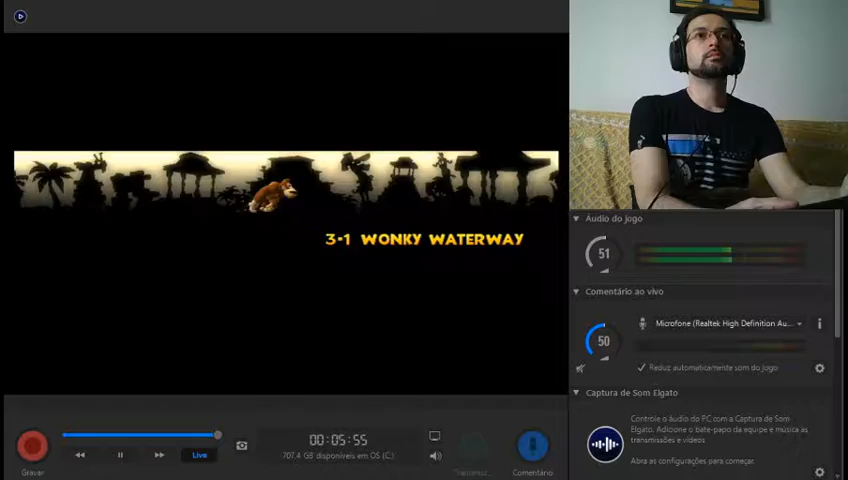 3-1 WONKY WATERWAY
Áudio do jogo
51
Comentário ao vivo
Microfone (Realtek High Definition Au...
50
Reduz automaticamente som do jogo
Captura de Som Elgato
Controle o áudio do PC com a Captura de Som
Elgato. Adicione o bate-papo da equipe e música às
transmissões e vídeos
Abra as configurações para começar.
00:05:55
707.4 GB disponíveis em OS (C:)
Live
Gravar
Comentário